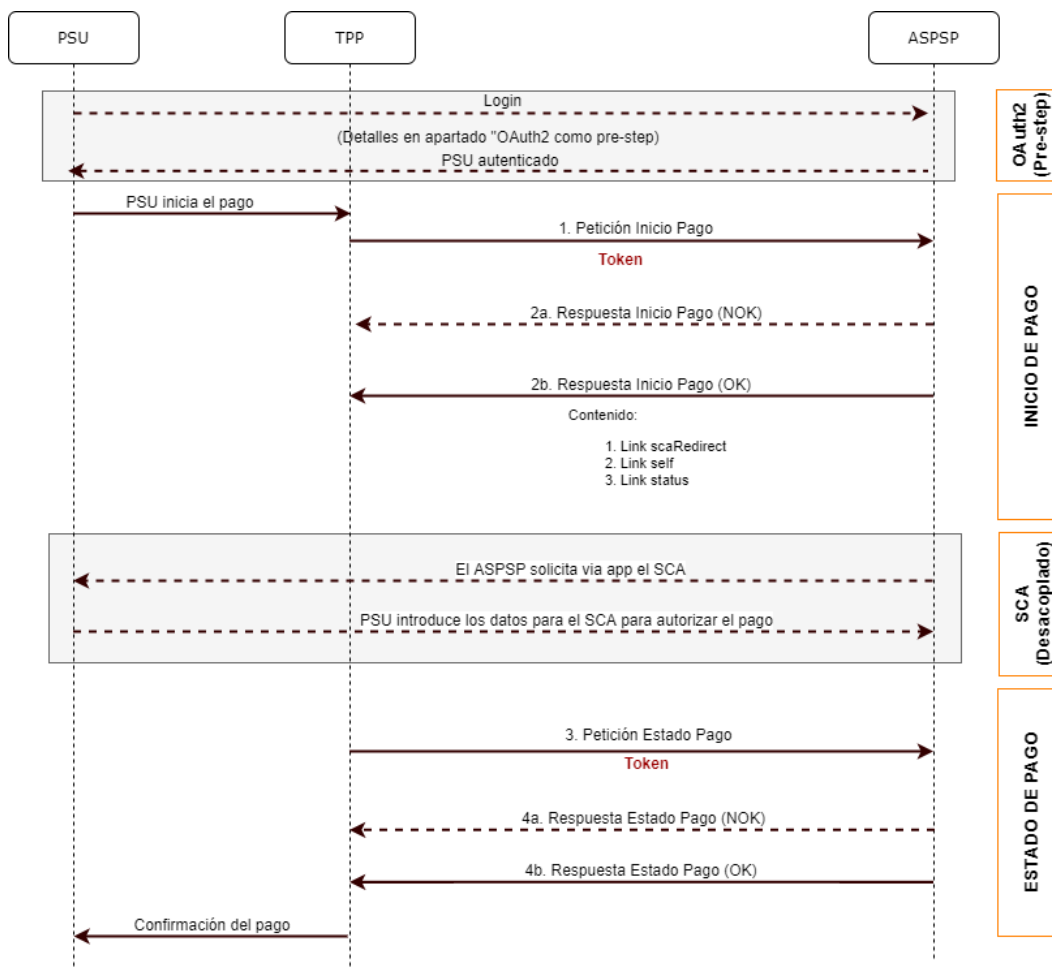 PSU
TPP
ASPSP
Login
(Detalles en apartado "OAuth2 como pre-step)
PSU autenticado
OAuth2
(Pre-step)
PSU inicia el pago
1. Petición Inicio Pago
Token
2a. Respuesta Inicio Pago (NOK)
2b. Respuesta Inicio Pago (OK)
Contenido:
1. Link scaRedirect
2. Link self
3. Link status
INICIO DE PAGO
El ASPSP solicita via app el SCA
PSU introduce los datos para el SCA para autorizar el pago
SCA
(Desacoplado)
3. Petición Estado Pago
Token
4a. Respuesta Estado Pago (NOK)
4b. Respuesta Estado Pago (OK)
Confirmación del pago
ESTADO DE PAGO